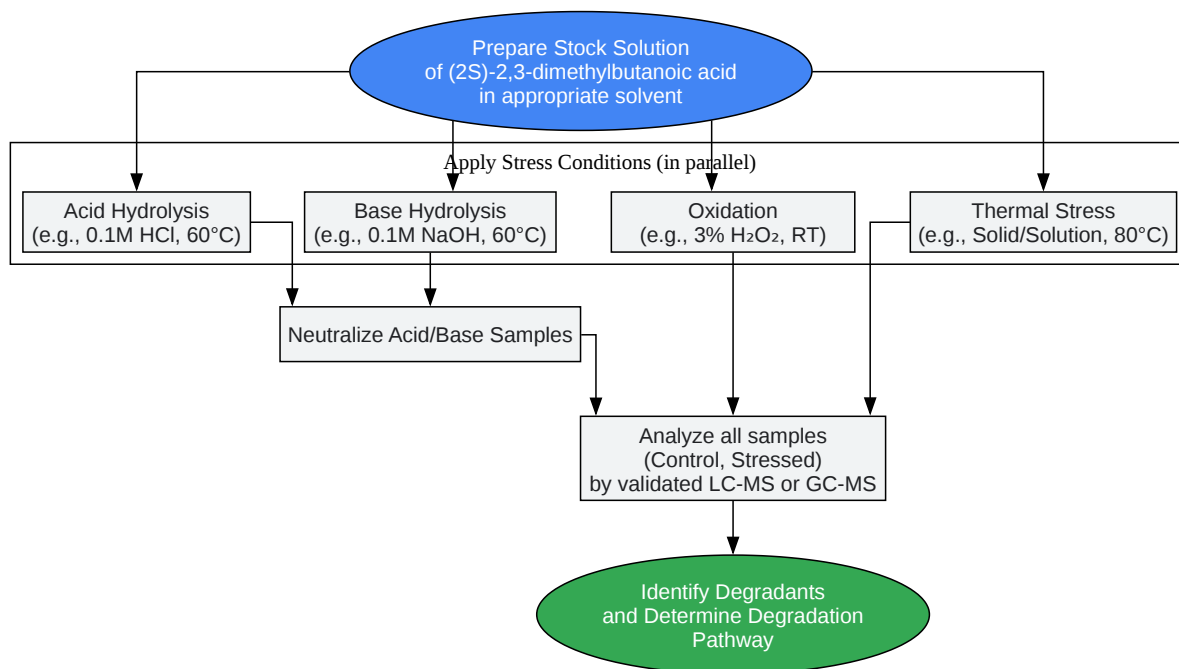 Prepare Stock Solution
of (2S)-2,3-dimethylbutanoic acid
in appropriate solvent
Apply Stress Conditions (in parallel)
Acid Hydrolysis
(e.g., 0.1M HCl, 60°C)
Base Hydrolysis
(e.g., 0.1M NaOH, 60°C)
Oxidation
(e.g., 3% H₂O₂, RT)
Thermal Stress
(e.g., Solid/Solution, 80°C)
Neutralize Acid/Base Samples
Analyze all samples
(Control, Stressed)
by validated LC-MS or GC-MS
Identify Degradants
and Determine Degradation
Pathway